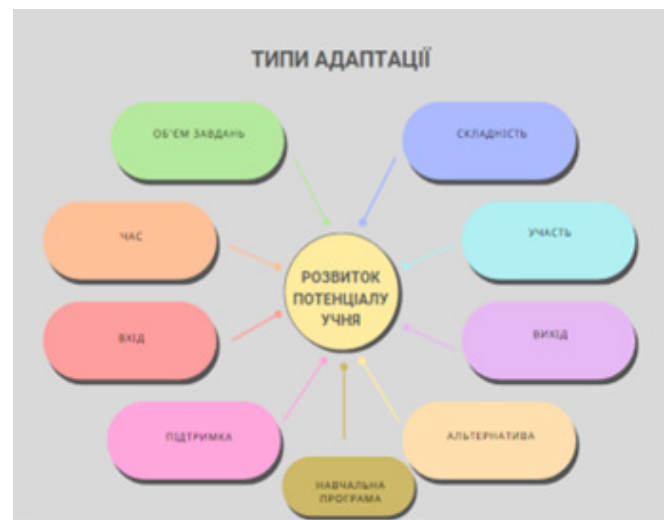 ТИПИ АДАПТАЦІЇ
ОБ'ЄМ ЗАВДАНЬ
СКЛАДНІСТЬ
ЧАС
УЧАСТЬ
РОЗВИТОК
ПОТЕНЦІАЛУ
УЧНЯ
ВХІД
ВИХІД
ПІДТРИМКА
АЛЬТЕРНАТИВА
НАВЧАЛЬНА
ПРОГРАМА